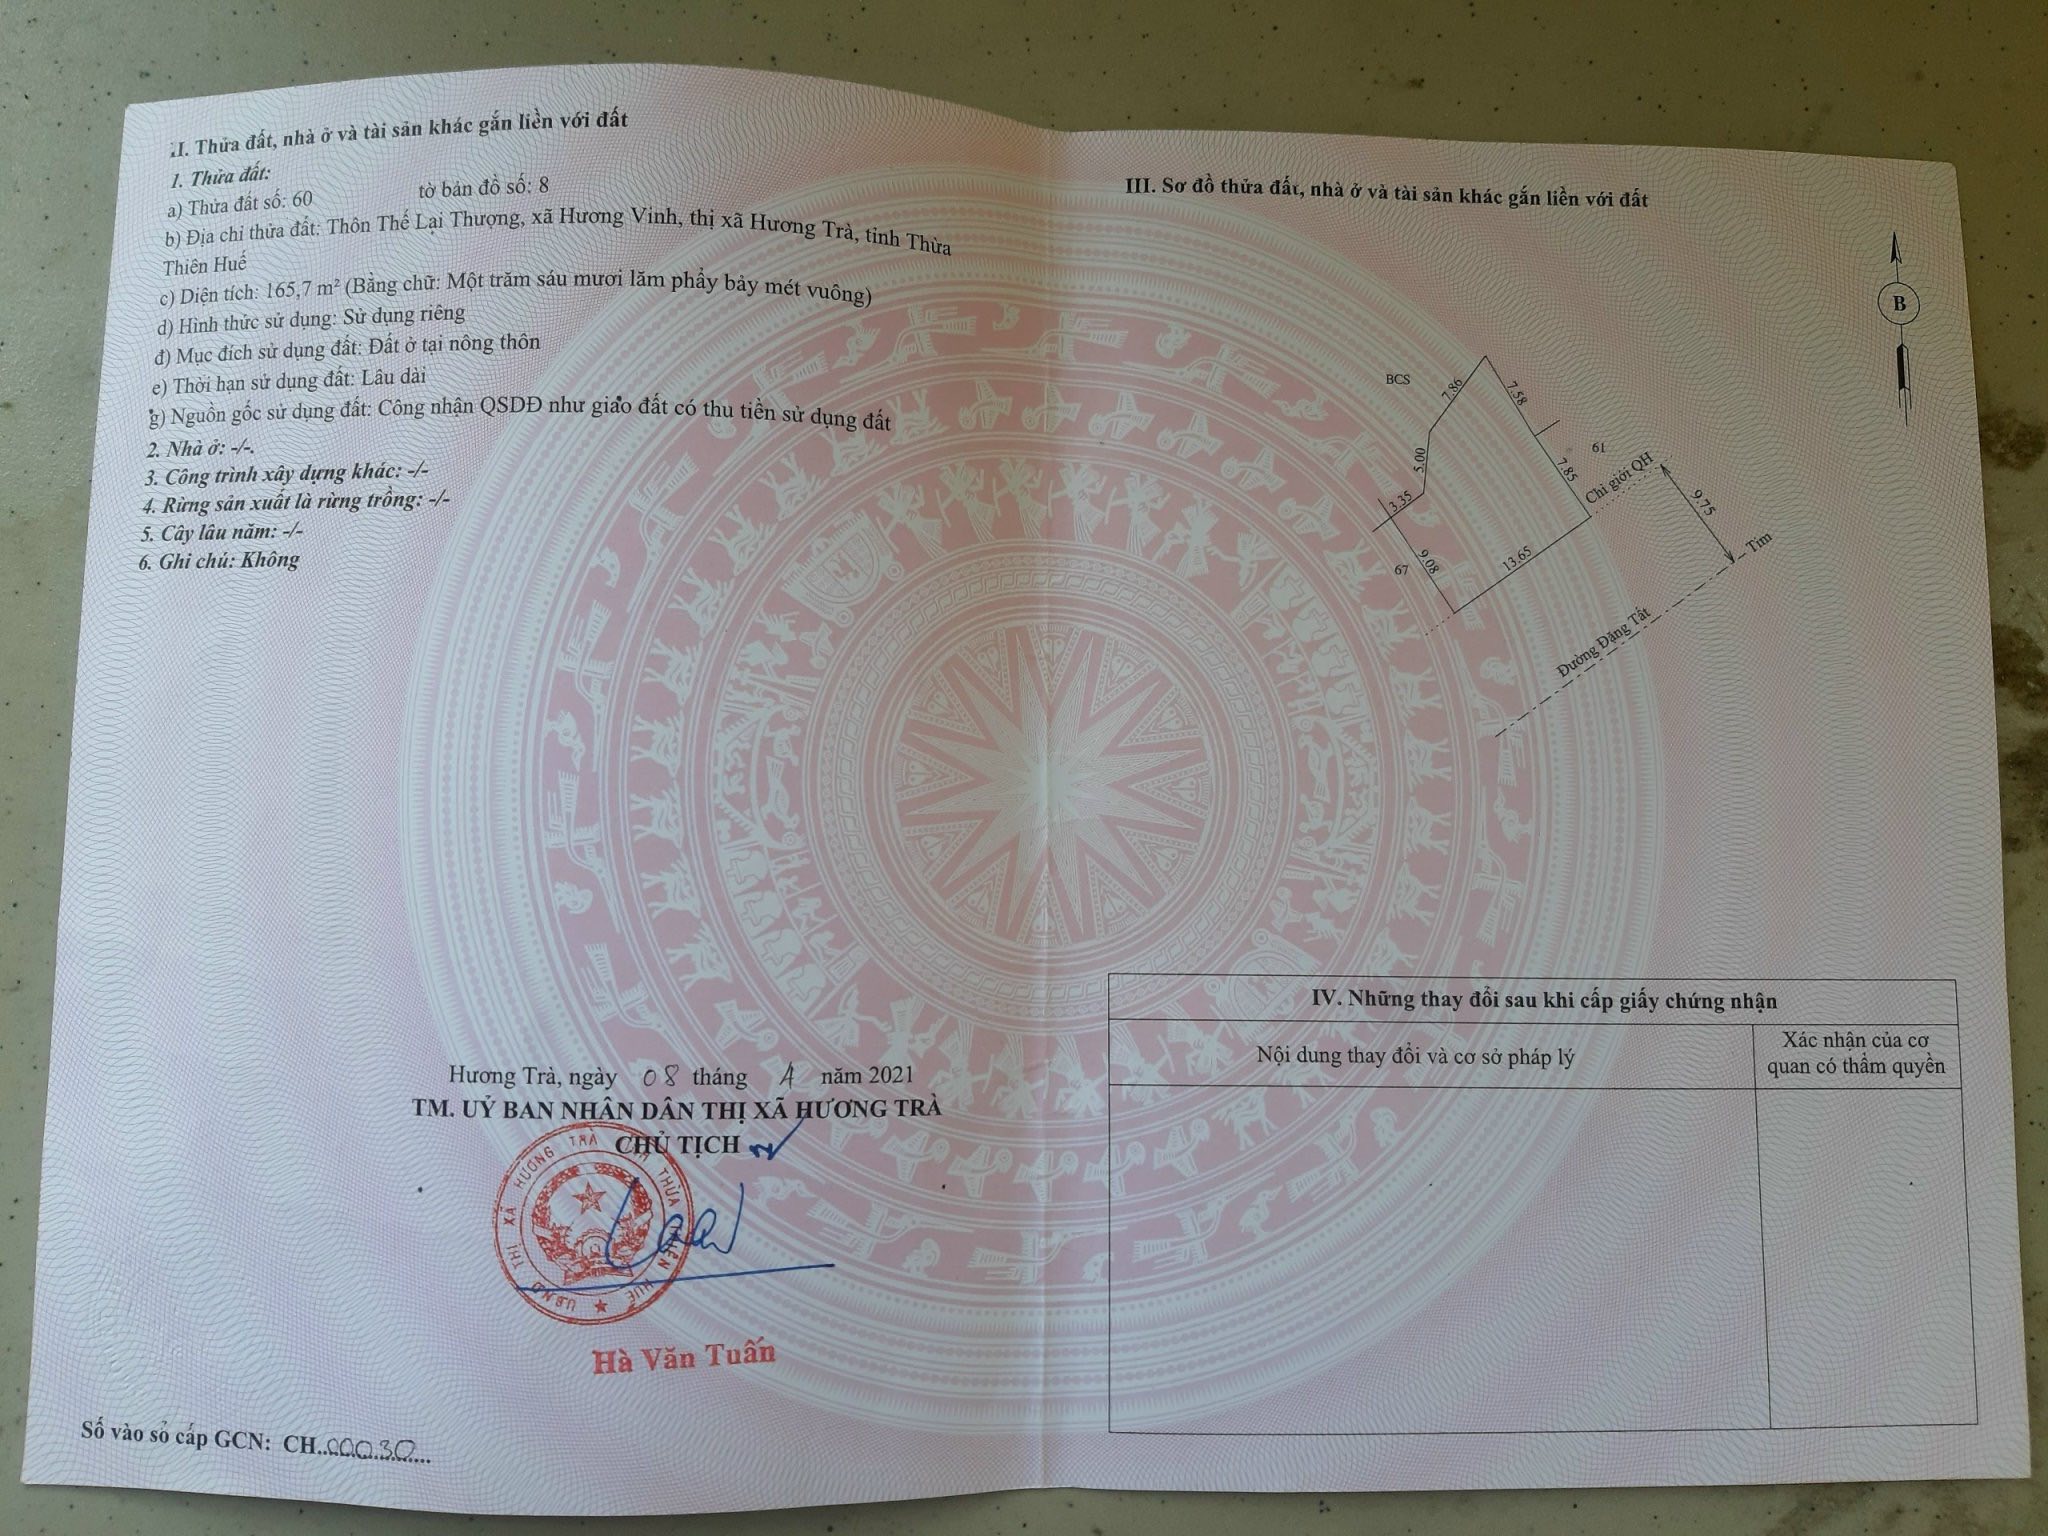 II. Thửa đất, nhà ở và tài sản khác gắn liền với đất
1. Thửa đất:
a) Thửa đất số: 60 tờ bản đồ số: 8
b) Địa chỉ thửa đất: Thôn Thế Lại Thượng, xã Hương Vinh, thị xã Hương Trà, tỉnh Thừa
Thiên Huế
c) Diện tích: 165,7 m² (Bằng chữ: Một trăm sáu mươi lăm phẩy bảy mét vuông)
d) Hình thức sử dụng: Sử dụng riêng
đ) Mục đích sử dụng đất: Đất ở tại nông thôn
e) Thời hạn sử dụng đất: Lâu dài
g) Nguồn gốc sử dụng đất: Công nhận QSDĐ như giao đất có thu tiền sử dụng đất
2. Nhà ở: -/-.
3. Công trình xây dựng khác: -/-
4. Rừng sản xuất là rừng trồng: -/-
5. Cây lâu năm: -/-
6. Ghi chú: Không
Hương Trà, ngày 08 tháng 4 năm 2021
TM. UỶ BAN NHÂN DÂN THỊ XÃ HƯƠNG TRÀ
CHỦ TỊCH
U.B.N.D THỊ XÃ HƯƠNG TRÀ THỪA THIÊN HUẾ
Hà Văn Tuấn
Số vào sổ cấp GCN: CH..00030....
III. Sơ đồ thửa đất, nhà ở và tài sản khác gắn liền với đất
B
BCS
7.86
7.58
61
5.00
7.85
Chỉ giới QH
3.35
9.75
9.08
67
13.65
Tim
Đường Đặng Tất
IV. Những thay đổi sau khi cấp giấy chứng nhận
Nội dung thay đổi và cơ sở pháp lý
Xác nhận của cơ
quan có thẩm quyền